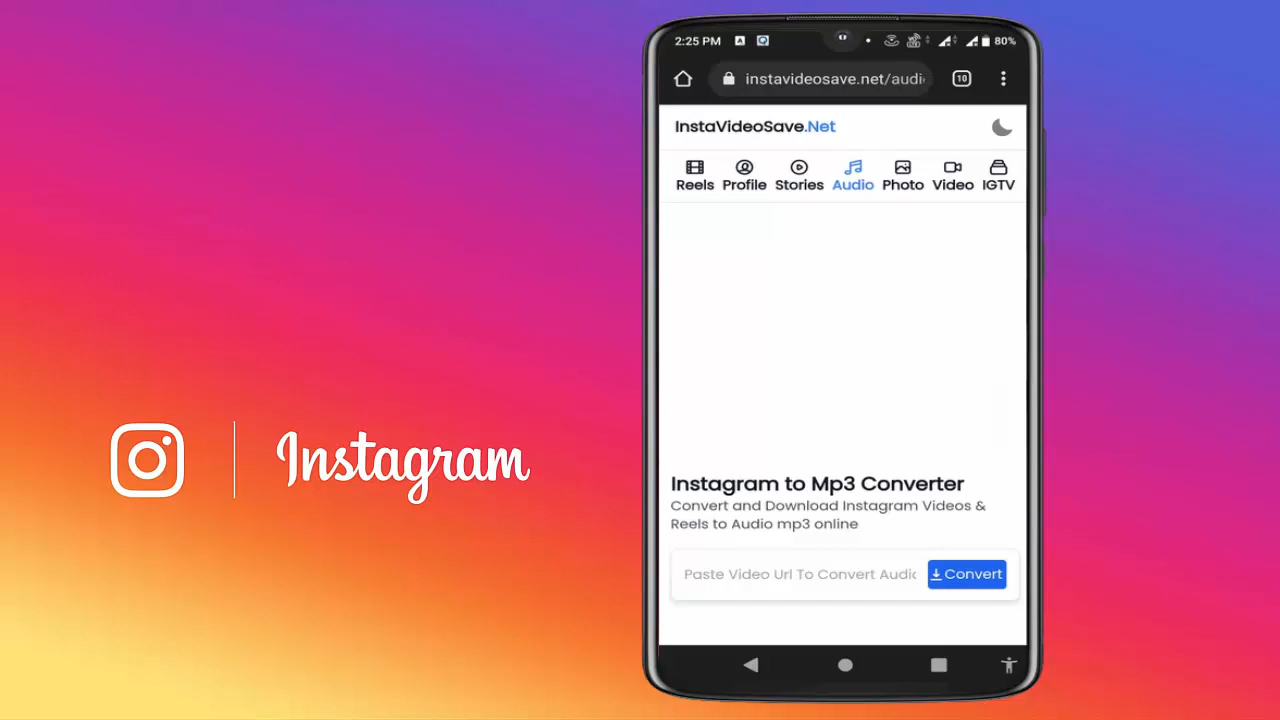 2:25 PM
80%
instavideosave.net/audi
10
InstaVideoSave.Net
Reels Profile Stories Audio Photo Video IGTV
Instagram
Instagram to Mp3 Converter
Convert and Download Instagram Videos &
Reels to Audio mp3 online
Paste Video Url To Convert Audio
Convert